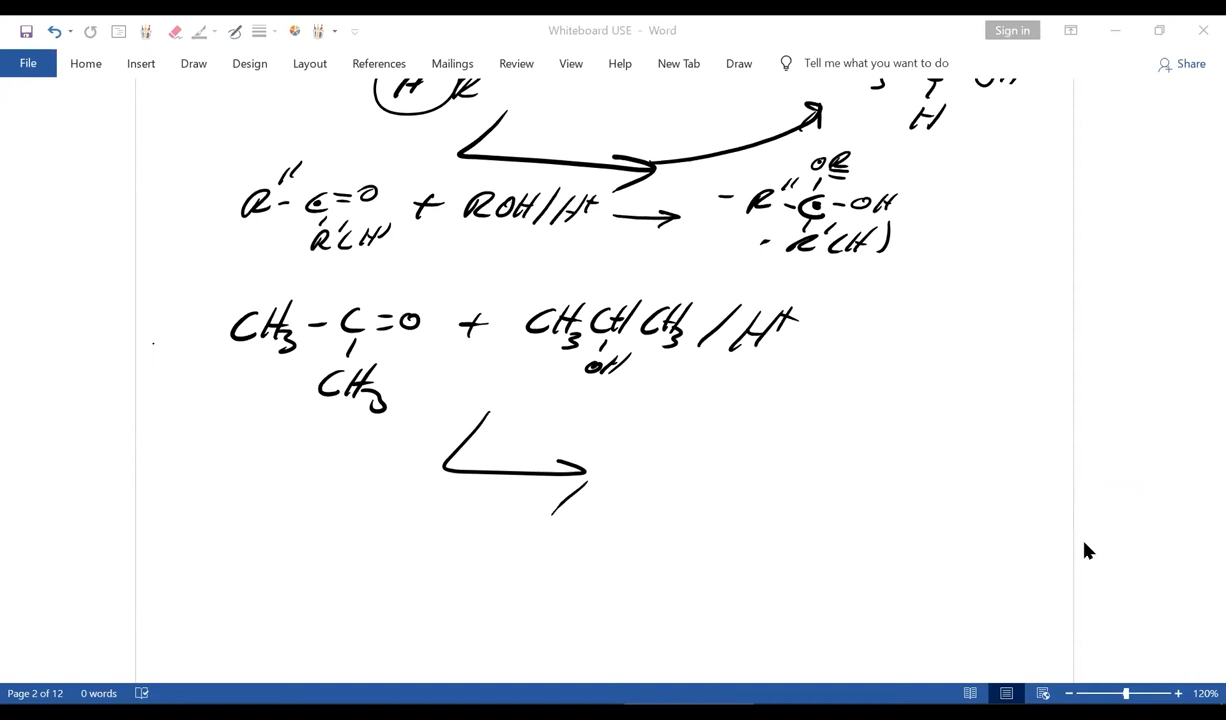 Whiteboard USE - Word
Sign in
File Home Insert Draw Design Layout References Mailings Review View Help New Tab Draw Tell me what you want to do Share
H R OH
H
OR
R'' - C = O + ROH/H+ → - R'' - C - OH
R'(H) - R'(H)
CH3 - C = O + CH3CHCH3 / H+
OH
CH3
Page 2 of 12 0 words 120%